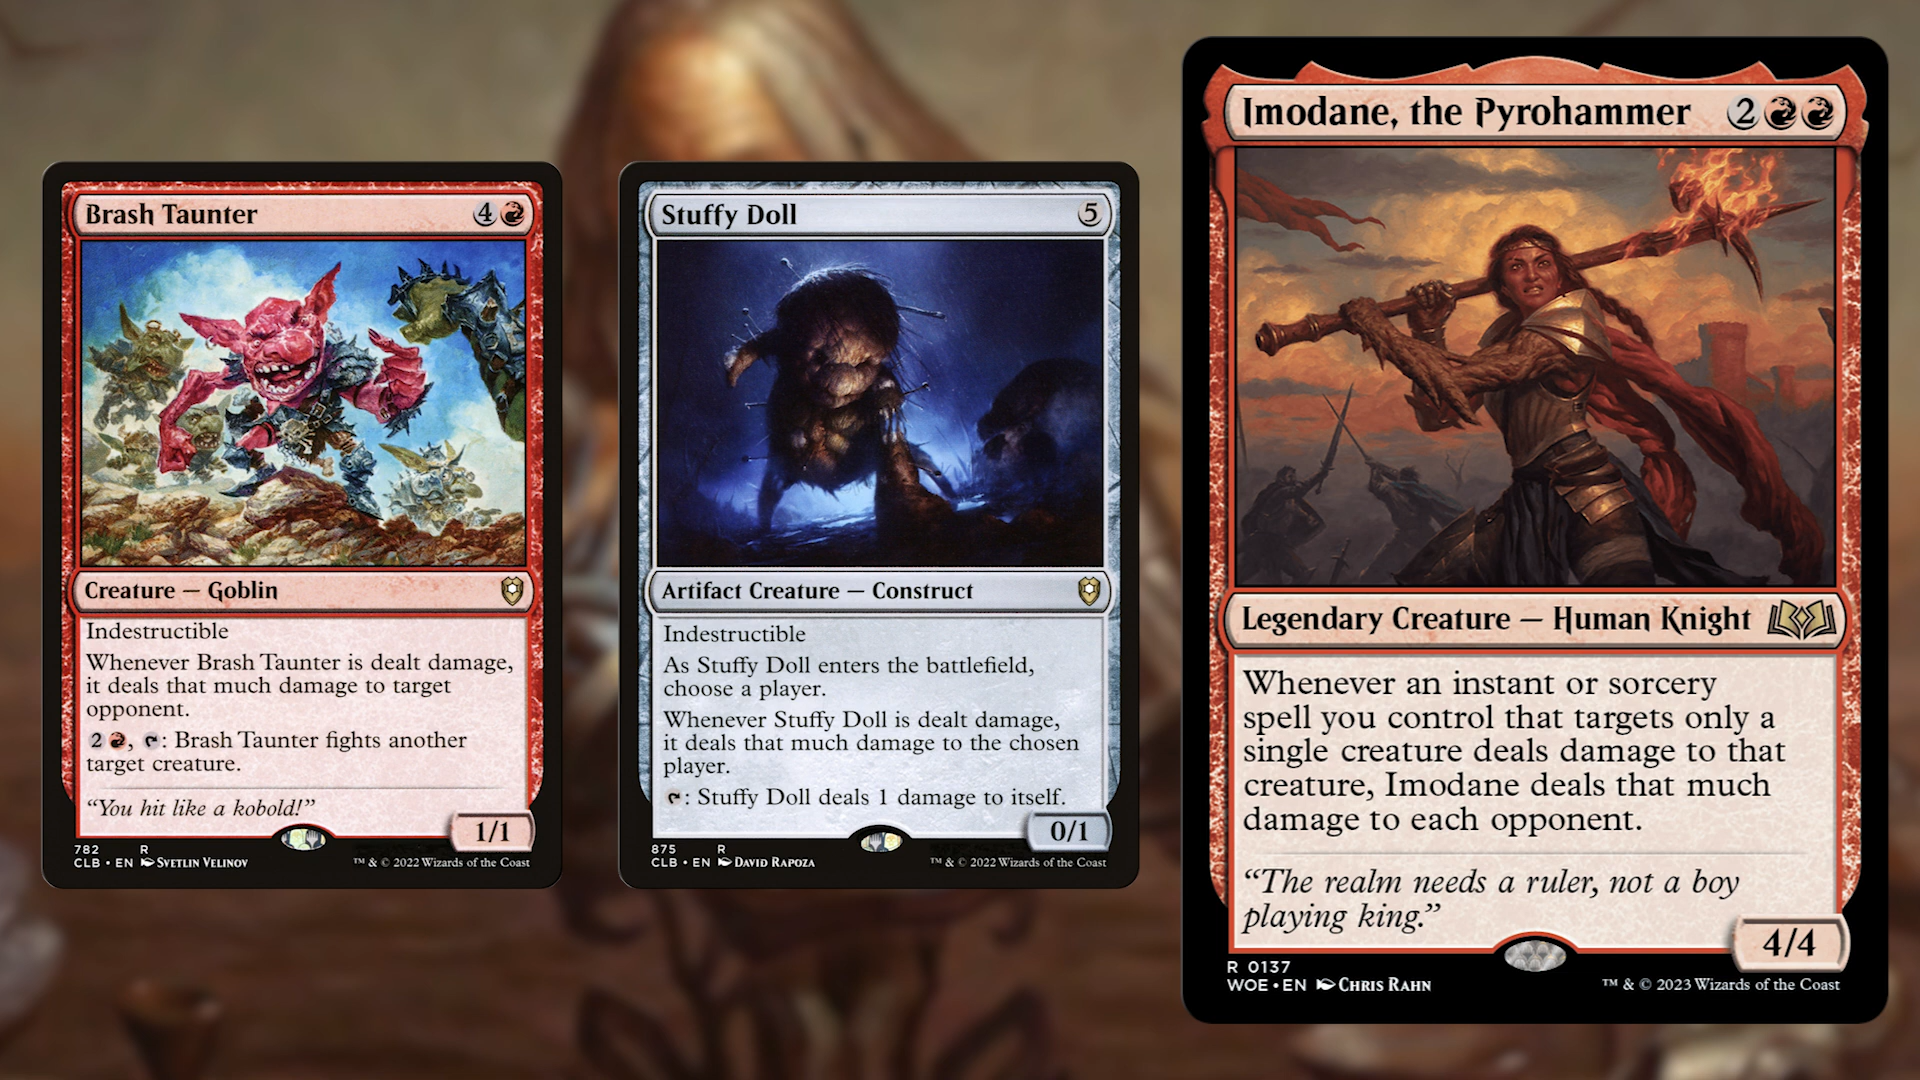 Brash Taunter 4
Creature — Goblin
Indestructible
Whenever Brash Taunter is dealt damage,
it deals that much damage to target
opponent.
2 , : Brash Taunter fights another
target creature.
“You hit like a kobold!”
1/1
782 R
CLB • EN Svetlin Velinov
™ & © 2022 Wizards of the Coast
Stuffy Doll 5
Artifact Creature — Construct
Indestructible
As Stuffy Doll enters the battlefield,
choose a player.
Whenever Stuffy Doll is dealt damage,
it deals that much damage to the chosen
player.
: Stuffy Doll deals 1 damage to itself.
0/1
875 R
CLB • EN David Rapoza
™ & © 2022 Wizards of the Coast
Imodane, the Pyrohammer 2
Legendary Creature — Human Knight
Whenever an instant or sorcery
spell you control that targets only a
single creature deals damage to that
creature, Imodane deals that much
damage to each opponent.
“The realm needs a ruler, not a boy
playing king.”
4/4
R 0137
WOE • EN Chris Rahn
™ & © 2023 Wizards of the Coast